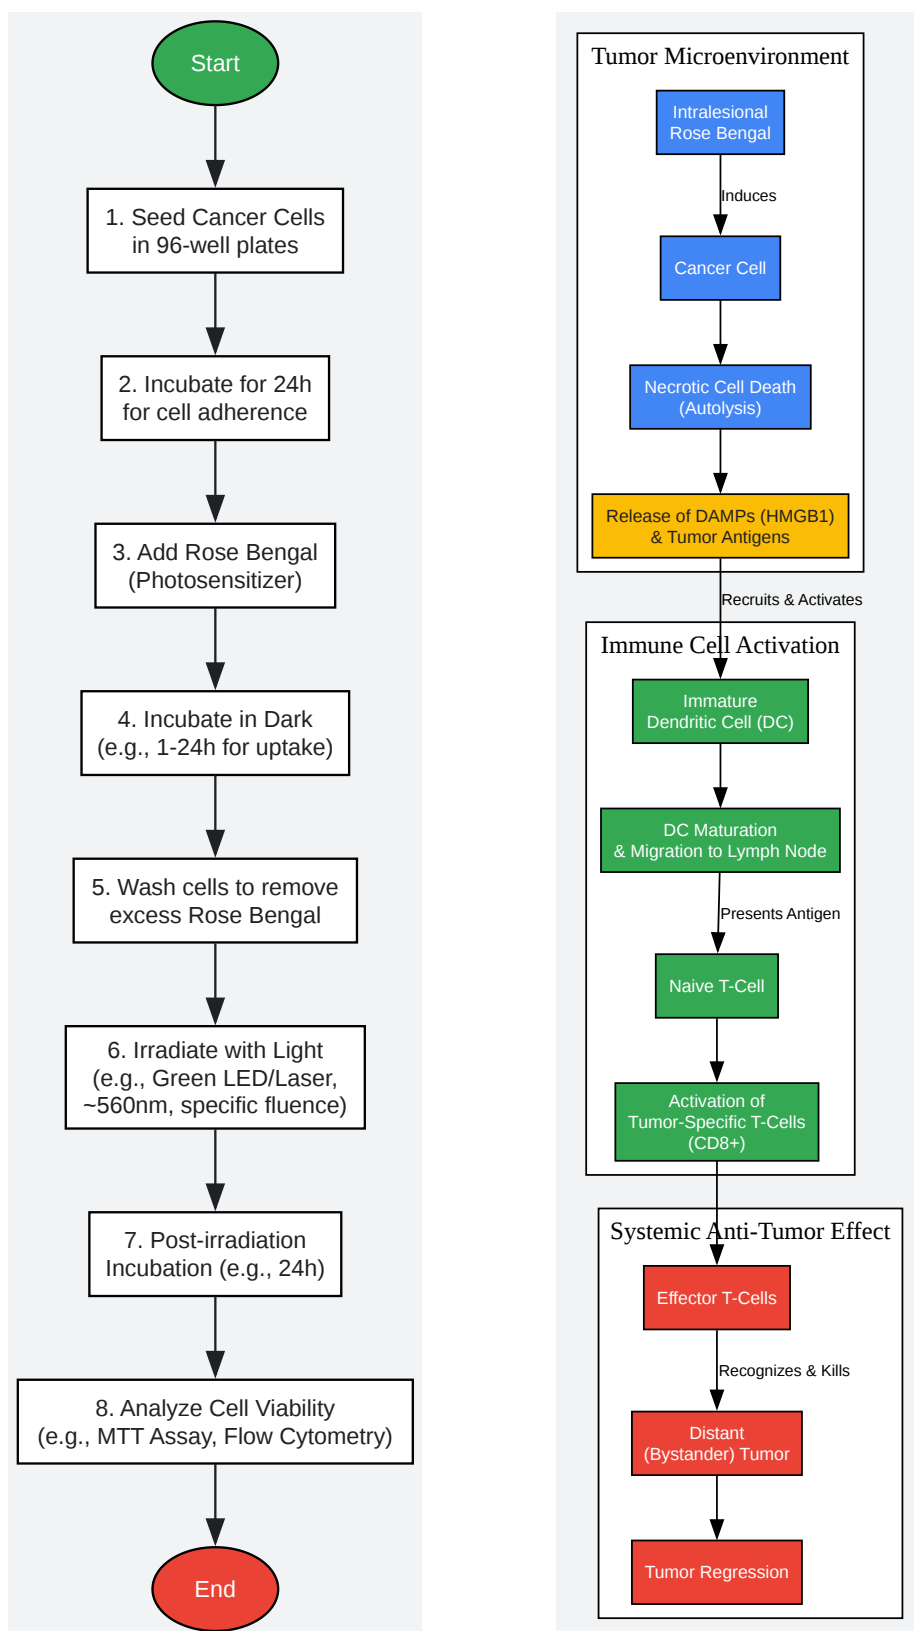 Start
1. Seed Cancer Cells
in 96-well plates
2. Incubate for 24h
for cell adherence
3. Add Rose Bengal
(Photosensitizer)
4. Incubate in Dark
(e.g., 1-24h for uptake)
5. Wash cells to remove
excess Rose Bengal
6. Irradiate with Light
(e.g., Green LED/Laser,
~560nm, specific fluence)
7. Post-irradiation
Incubation (e.g., 24h)
8. Analyze Cell Viability
(e.g., MTT Assay, Flow Cytometry)
End
Tumor Microenvironment
Intralesional
Rose Bengal
Induces
Cancer Cell
Necrotic Cell Death
(Autolysis)
Release of DAMPs (HMGB1)
& Tumor Antigens
Recruits & Activates
Immune Cell Activation
Immature
Dendritic Cell (DC)
DC Maturation
& Migration to Lymph Node
Presents Antigen
Naive T-Cell
Activation of
Tumor-Specific T-Cells
(CD8+)
Systemic Anti-Tumor Effect
Effector T-Cells
Recognizes & Kills
Distant
(Bystander) Tumor
Tumor Regression